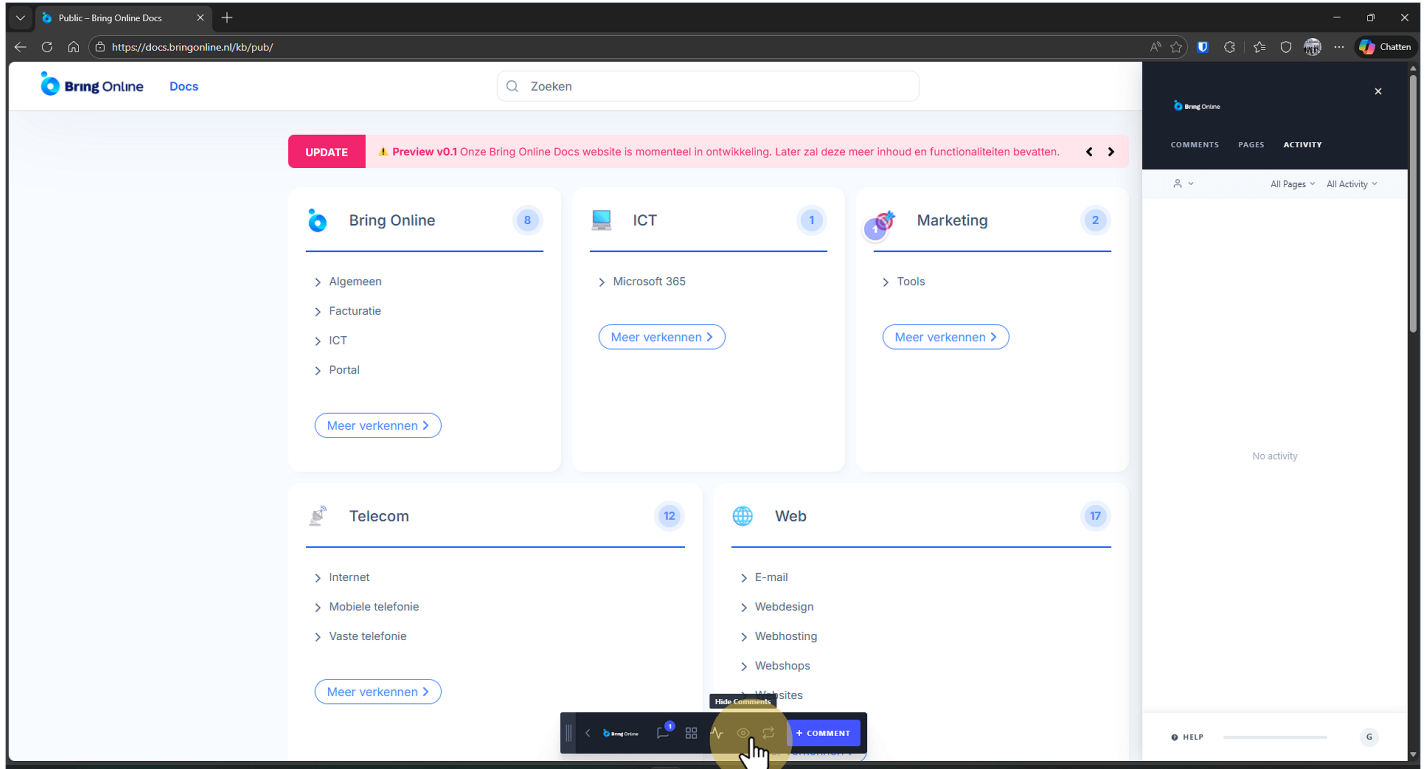 Public – Bring Online Docs
https://docs.bringonline.nl/kb/pub/
Chatten
Bring Online
Docs
Zoeken
UPDATE
Preview v0.1 Onze Bring Online Docs website is momenteel in ontwikkeling. Later zal deze meer inhoud en functionaliteiten bevatten.
Bring Online
8
Algemeen
Facturatie
ICT
Portal
Meer verkennen
ICT
1
Microsoft 365
Meer verkennen
1
Marketing
2
Tools
Meer verkennen
Telecom
12
Internet
Mobiele telefonie
Vaste telefonie
Meer verkennen
Web
17
E-mail
Webdesign
Webhosting
Webshops
Websites
Hide Comments
Bring Online
1
+ COMMENT
Bring Online
COMMENTS PAGES ACTIVITY
All Pages All Activity
No activity
HELP
G